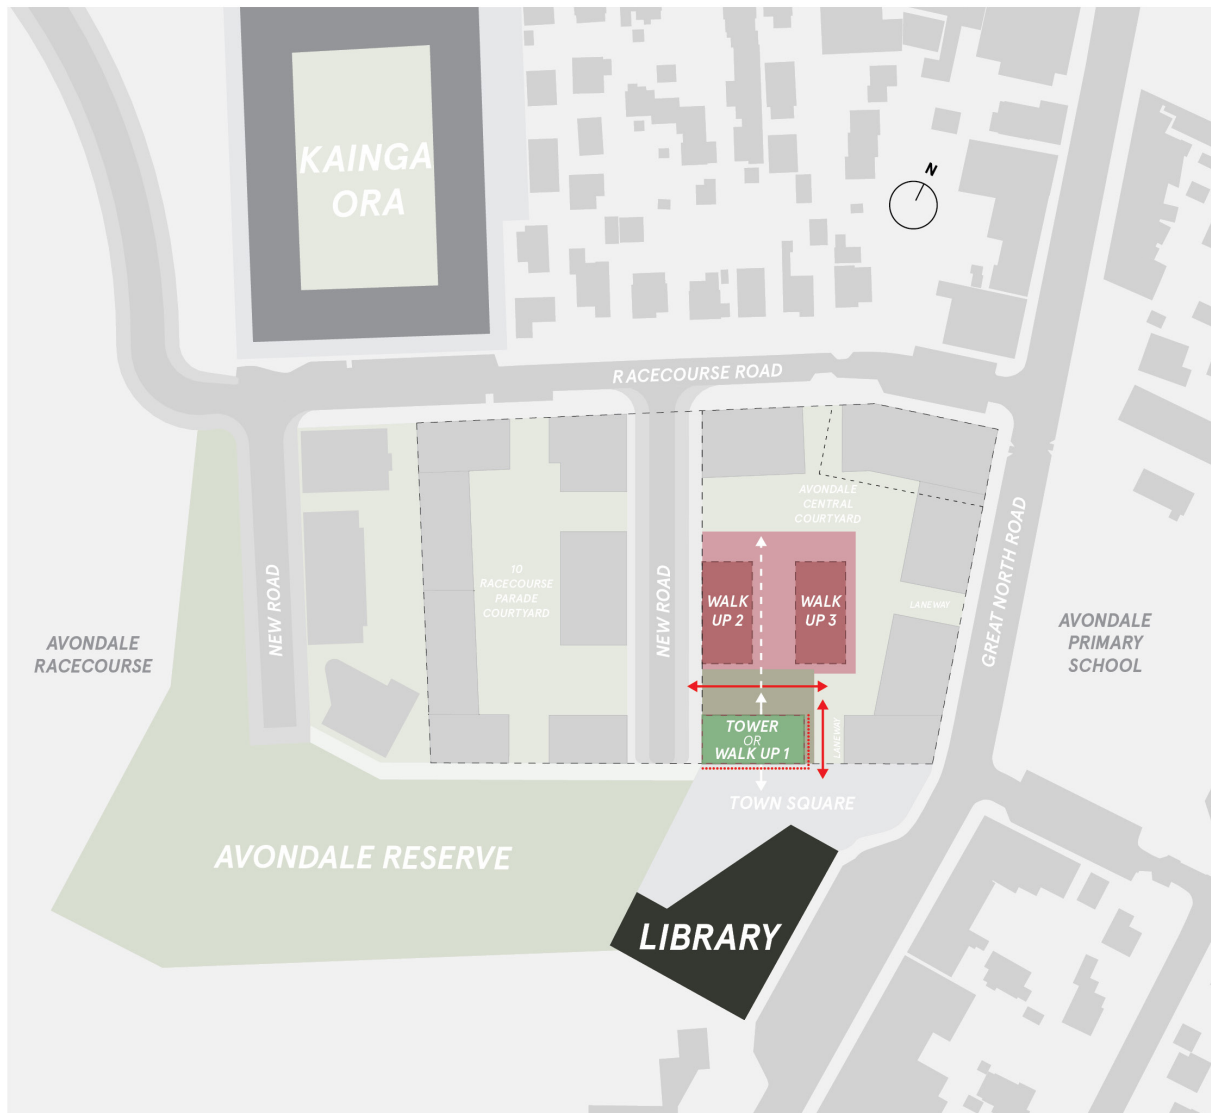 KAINGA
ORA
N
RACECOURSE ROAD
AVONDALE
CENTRAL
COURTYARD
10
RACECOURSE
PARADE
COURTYARD
NEW ROAD
NEW ROAD
WALK
UP 2
WALK
UP 3
LANEWAY
GREAT NORTH ROAD
AVONDALE
RACECOURSE
AVONDALE
PRIMARY
SCHOOL
TOWER
OR
WALK UP 1
LANEWAY
TOWN SQUARE
AVONDALE RESERVE
LIBRARY